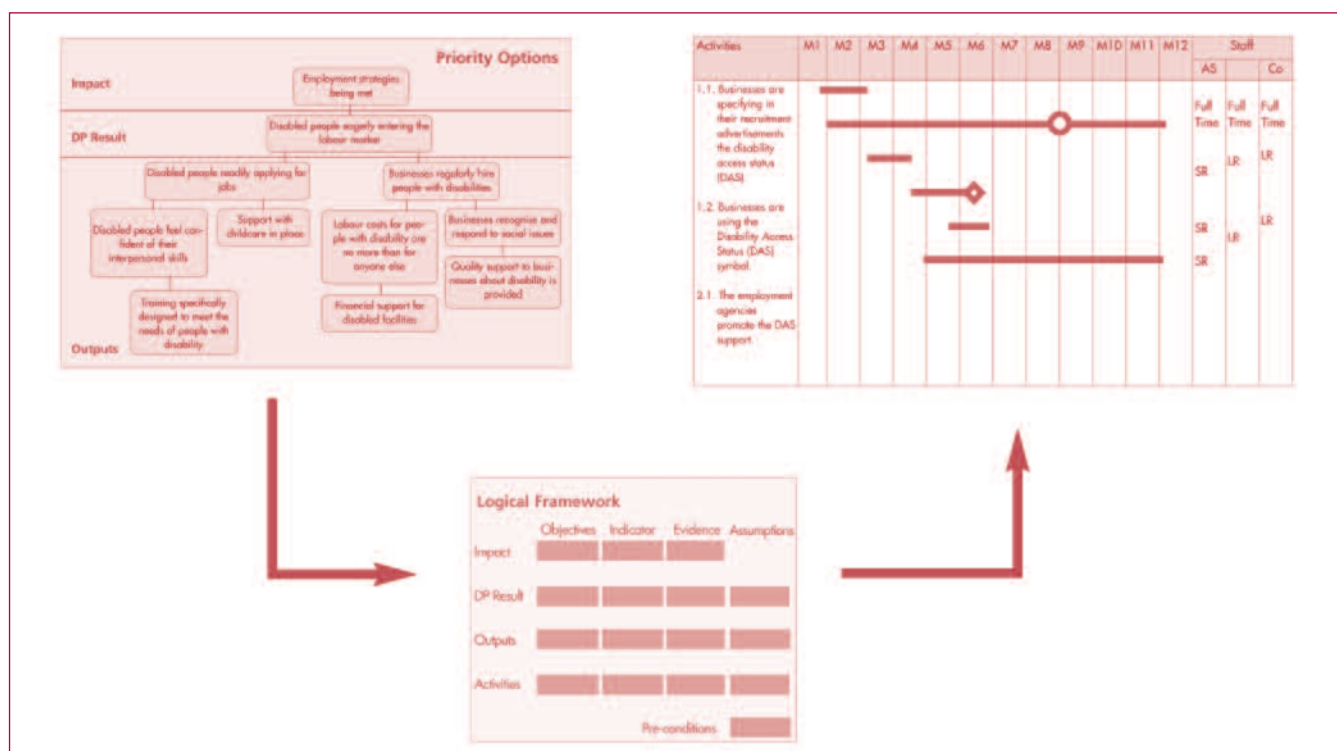 Priority Options
Impact
Employment strategies
being met
DP Result
Disabled people eagerly entering the
labour market
Disabled people readily applying for
jobs
Businesses regularly hire
people with disabilities
Disabled people feel con-
fident of their
interpersonal skills
Support with
childcare in place
Labour costs for peo-
ple with disability are
no more than for
anyone else
Businesses recognise and
respond to social issues
Quality support to busi-
nesses about disability is
provided
Training specifically
designed to meet the
needs of people with
disability
Financial support for
disabled facilities
Outputs
Activities M1 M2 M3 M4 M5 M6 M7 M8 M9 M10 M11 M12 Staff
AS Co
1.1. Businesses are
specifying in
their recruitment
advertisements
the disability
access status
(DAS)
1.2. Businesses are
using the
Disability Access
Status (DAS)
symbol.
2.1. The employment
agencies
promote the DAS
support.
Full Full Full
Time Time Time
SR LR LR
SR LR LR
SR
Logical Framework
Objectives Indicator Evidence Assumptions
Impact
DP Result
Outputs
Activities
Pre-conditions